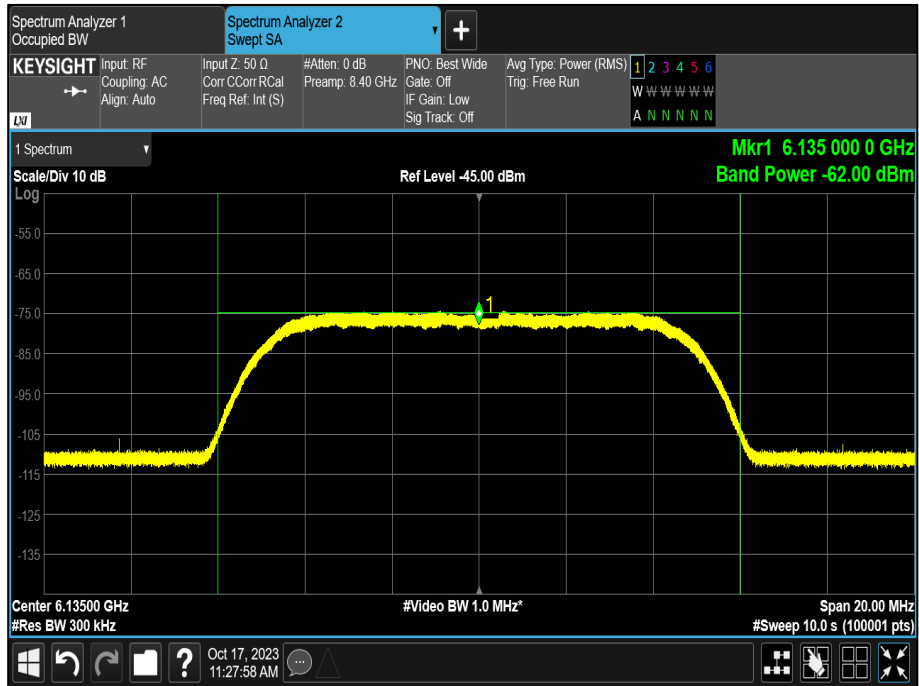 Spectrum Analyzer 1
Occupied BW
Spectrum Analyzer 2
Swept SA
+
KEYSIGHT
LXI
Input: RF
Coupling: AC
Align: Auto
Input Z: 50 Ω
Corr CCorr RCal
Freq Ref: Int (S)
#Atten: 0 dB
Preamp: 8.40 GHz
PNO: Best Wide
Gate: Off
IF Gain: Low
Sig Track: Off
Avg Type: Power (RMS)
Trig: Free Run
1 2 3 4 5 6
W W W W W W
A N N N N N
1 Spectrum
Mkr1 6.135 000 0 GHz
Scale/Div 10 dB
Ref Level -45.00 dBm
Band Power -62.00 dBm
Log
-55.0
-65.0
1
-75.0
-85.0
-95.0
-105
-115
-125
-135
Center 6.13500 GHz
#Video BW 1.0 MHz*
Span 20.00 MHz
#Res BW 300 kHz
#Sweep 10.0 s (100001 pts)
?
Oct 17, 2023
11:27:58 AM